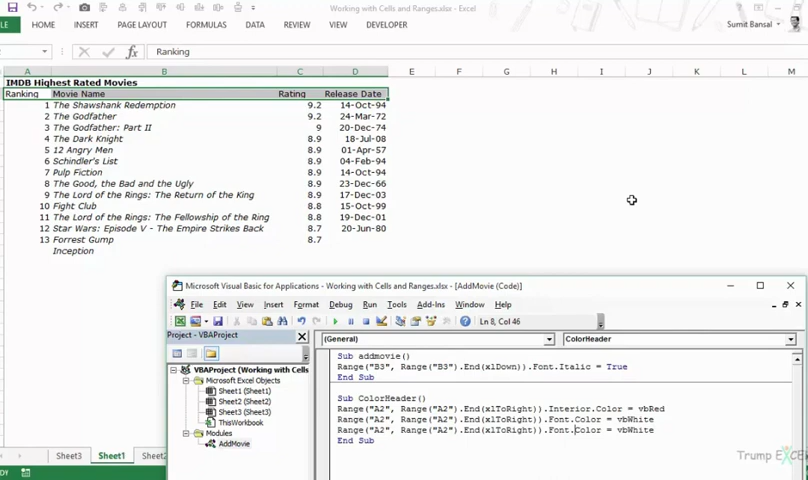 Working with Cells and Ranges.xlsx - Excel
FILE HOME INSERT PAGE LAYOUT FORMULAS DATA REVIEW VIEW DEVELOPER Sumit Bansal
fx Ranking
A B C D E F G H I J K L M
IMDB Highest Rated Movies
Ranking Movie Name Rating Release Date
1 The Shawshank Redemption 9.2 14-Oct-94
2 The Godfather 9.2 24-Mar-72
3 The Godfather: Part II 9 20-Dec-74
4 The Dark Knight 8.9 18-Jul-08
5 12 Angry Men 8.9 01-Apr-57
6 Schindler's List 8.9 04-Feb-94
7 Pulp Fiction 8.9 14-Oct-94
8 The Good, the Bad and the Ugly 8.9 23-Dec-66
9 The Lord of the Rings: The Return of the King 8.9 17-Dec-03
10 Fight Club 8.8 15-Oct-99
11 The Lord of the Rings: The Fellowship of the Ring 8.8 19-Dec-01
12 Star Wars: Episode V - The Empire Strikes Back 8.7 20-Jun-80
13 Forrest Gump 8.7
Inception
Microsoft Visual Basic for Applications - Working with Cells and Ranges.xlsx - [AddMovie (Code)]
File Edit View Insert Format Debug Run Tools Add-Ins Window Help
Ln 8, Col 46
Project - VBAProject
(General) ColorHeader
VBAProject (Working with Cells
Microsoft Excel Objects
Sheet1 (Sheet1)
Sheet2 (Sheet2)
Sheet3 (Sheet3)
ThisWorkbook
Modules
AddMovie
Sub addmovie()
Range("B3", Range("B3").End(xlDown)).Font.Italic = True
End Sub
Sub ColorHeader()
Range("A2", Range("A2").End(xlToRight)).Interior.Color = vbRed
Range("A2", Range("A2").End(xlToRight)).Font.Color = vbWhite
Range("A2", Range("A2").End(xlToRight)).Font.Color = vbWhite
End Sub
Sheet3 Sheet1 Sheet2
Trump EXCEL